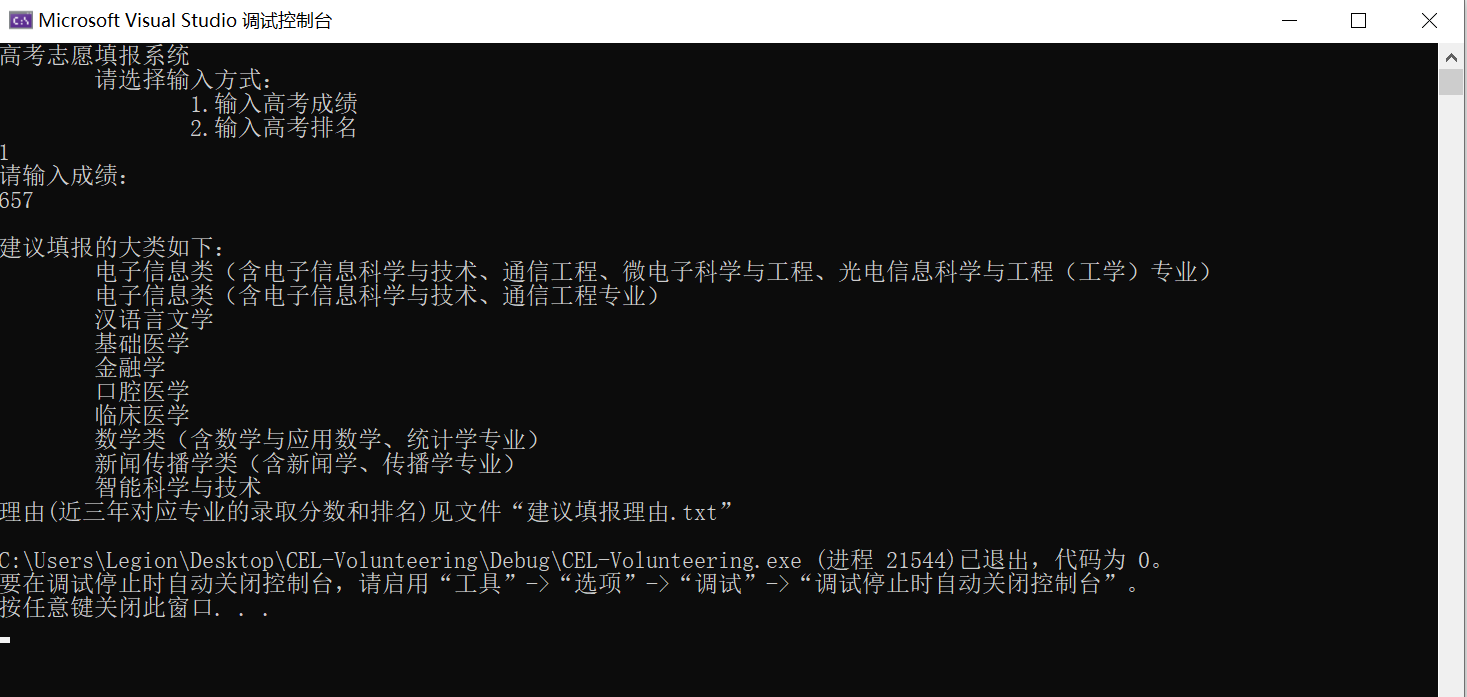 Microsoft Visual Studio 调试控制台
高考志愿填报系统
请选择输入方式：
1.输入高考成绩
2.输入高考排名
1
请输入成绩：
657
建议填报的大类如下：
电子信息类（含电子信息科学与技术、通信工程、微电子科学与工程、光电信息科学与工程（工学）专业）
电子信息类（含电子信息科学与技术、通信工程专业）
汉语言文学
基础医学
金融学
口腔医学
临床医学
数学类（含数学与应用数学、统计学专业）
新闻传播学类（含新闻学、传播学专业）
智能科学与技术
理由(近三年对应专业的录取分数和排名)见文件“建议填报理由.txt”
C:\Users\Legion\Desktop\CEL-Volunteering\Debug\CEL-Volunteering.exe (进程 21544)已退出，代码为 0。
要在调试停止时自动关闭控制台，请启用“工具”->“选项”->“调试”->“调试停止时自动关闭控制台”。
按任意键关闭此窗口. . .